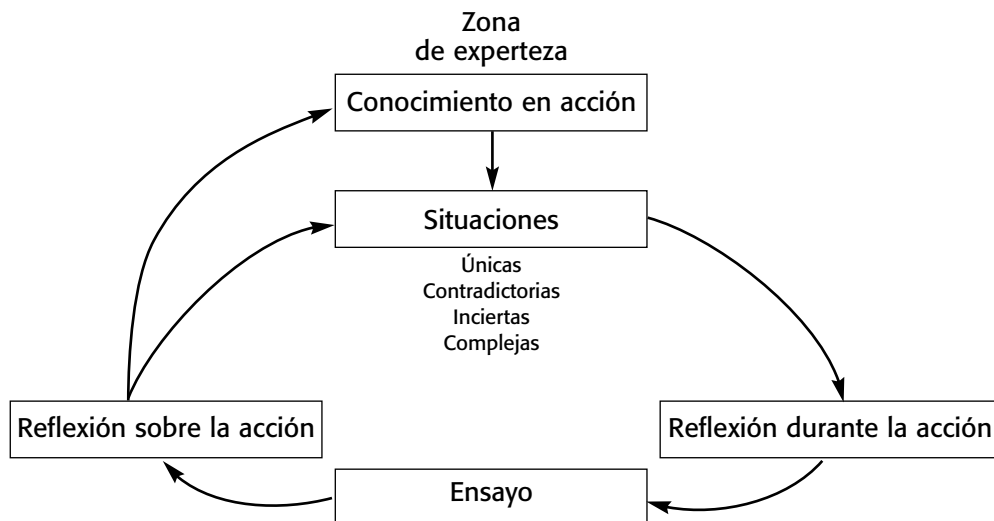 Zona
de experteza
Conocimiento en acción
Situaciones
Únicas
Contradictorias
Inciertas
Complejas
Reflexión sobre la acción
Reflexión durante la acción
Ensayo